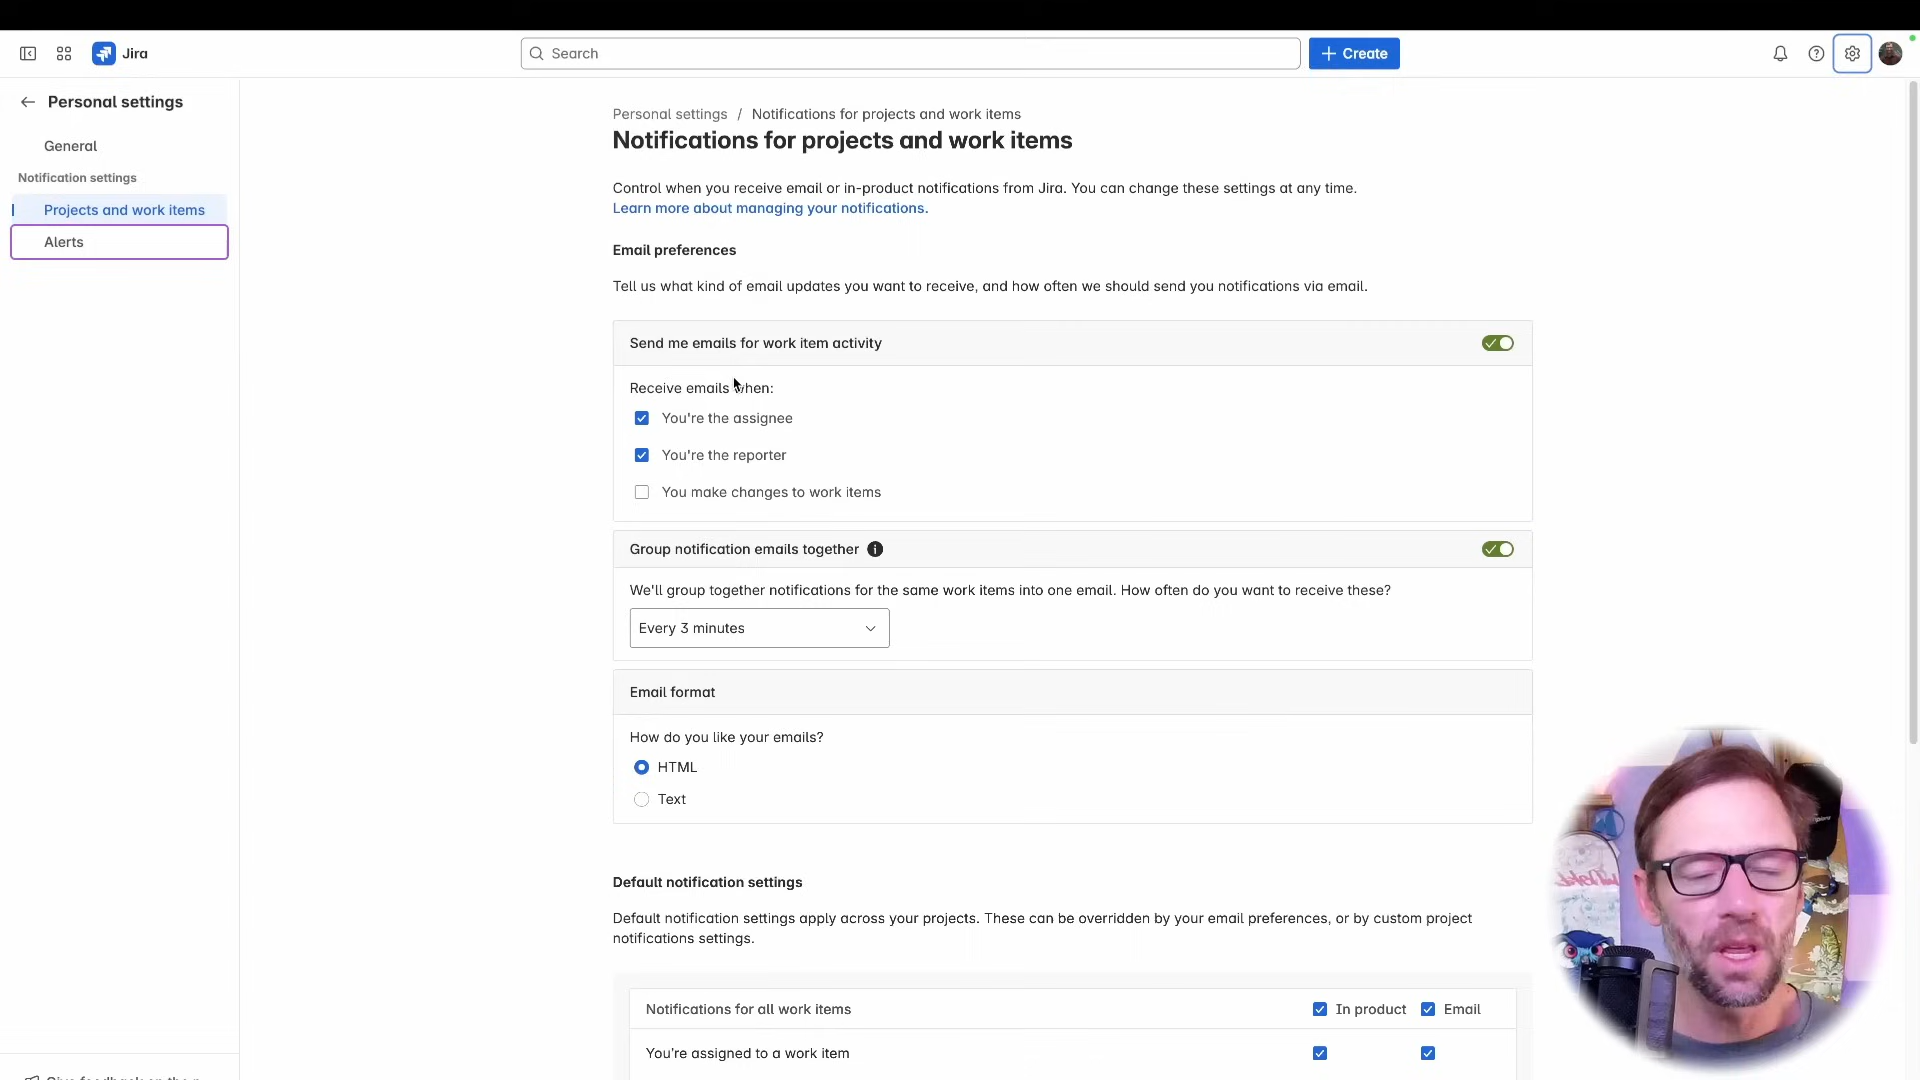 Jira
Search
Create
Personal settings
General
Notification settings
Projects and work items
Alerts
Personal settings / Notifications for projects and work items
Notifications for projects and work items
Control when you receive email or in-product notifications from Jira. You can change these settings at any time.
Learn more about managing your notifications.
Email preferences
Tell us what kind of email updates you want to receive, and how often we should send you notifications via email.
Send me emails for work item activity
Receive emails when:
You're the assignee
You're the reporter
You make changes to work items
Group notification emails together
We'll group together notifications for the same work items into one email. How often do you want to receive these?
Every 3 minutes
Email format
How do you like your emails?
HTML
Text
Default notification settings
Default notification settings apply across your projects. These can be overridden by your email preferences, or by custom project
notifications settings.
Notifications for all work items
In product
Email
You're assigned to a work item